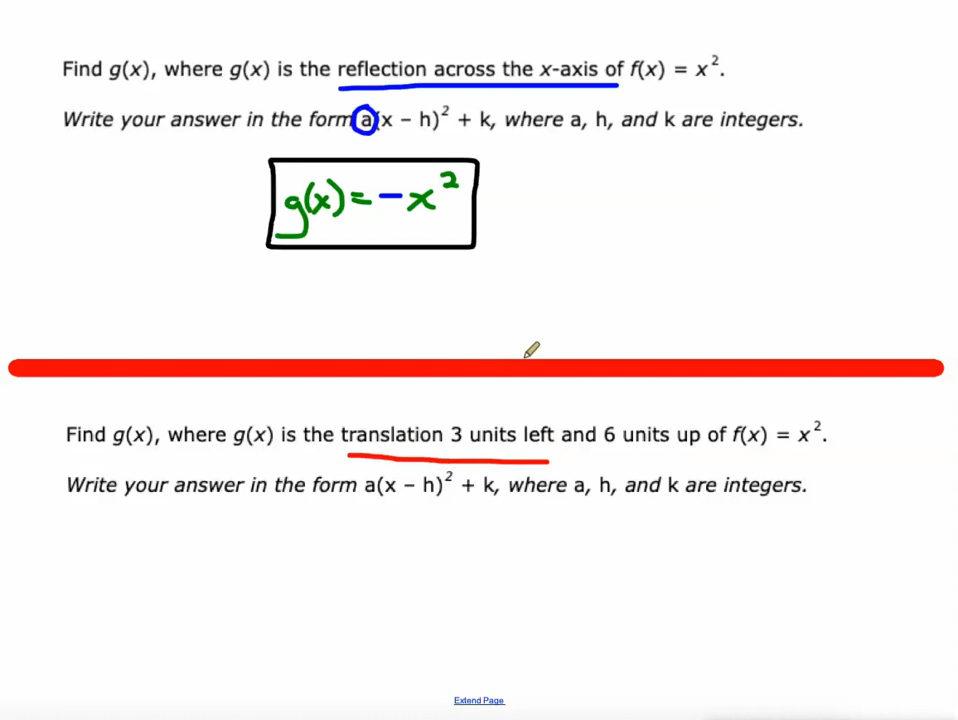 Find g(x), where g(x) is the reflection across the x-axis of f(x) = x².
Write your answer in the form a(x – h)² + k, where a, h, and k are integers.
g(x) = -x²
Find g(x), where g(x) is the translation 3 units left and 6 units up of f(x) = x².
Write your answer in the form a(x – h)² + k, where a, h, and k are integers.
Extend Page